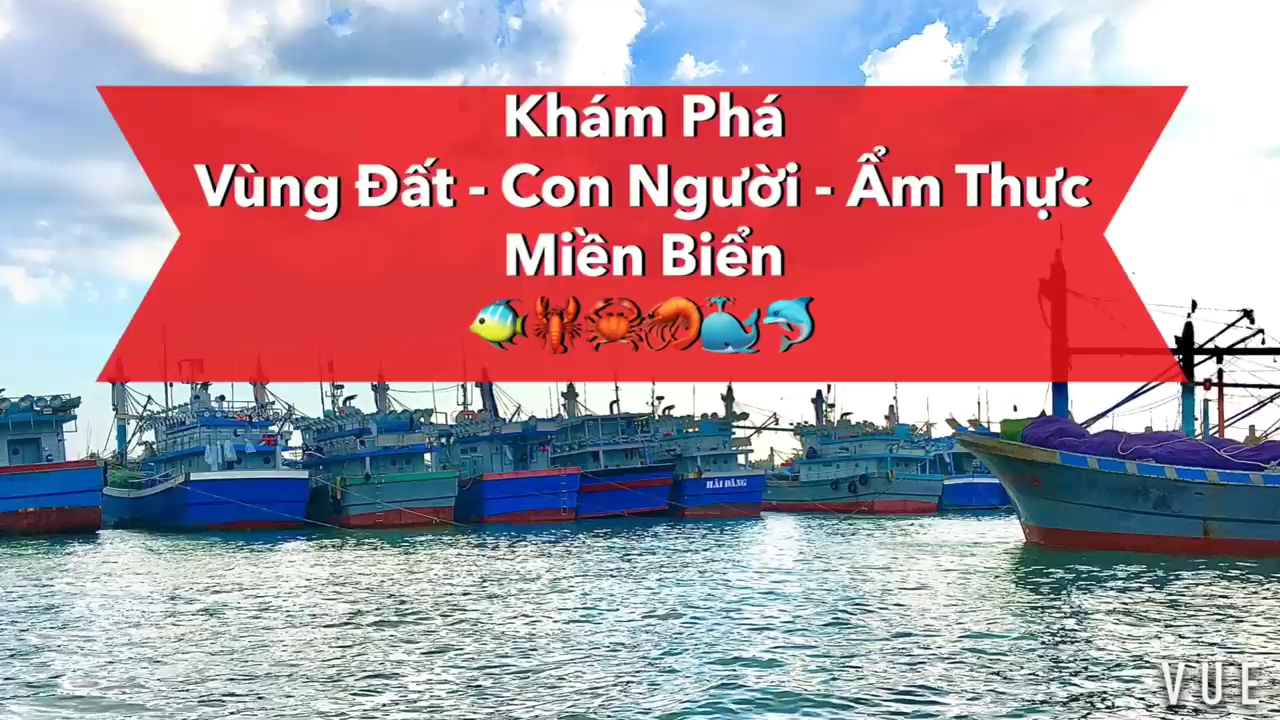 Khám Phá
Vùng Đất - Con Người - Ẩm Thực
Miền Biển
HẢI ĐĂNG
VUE